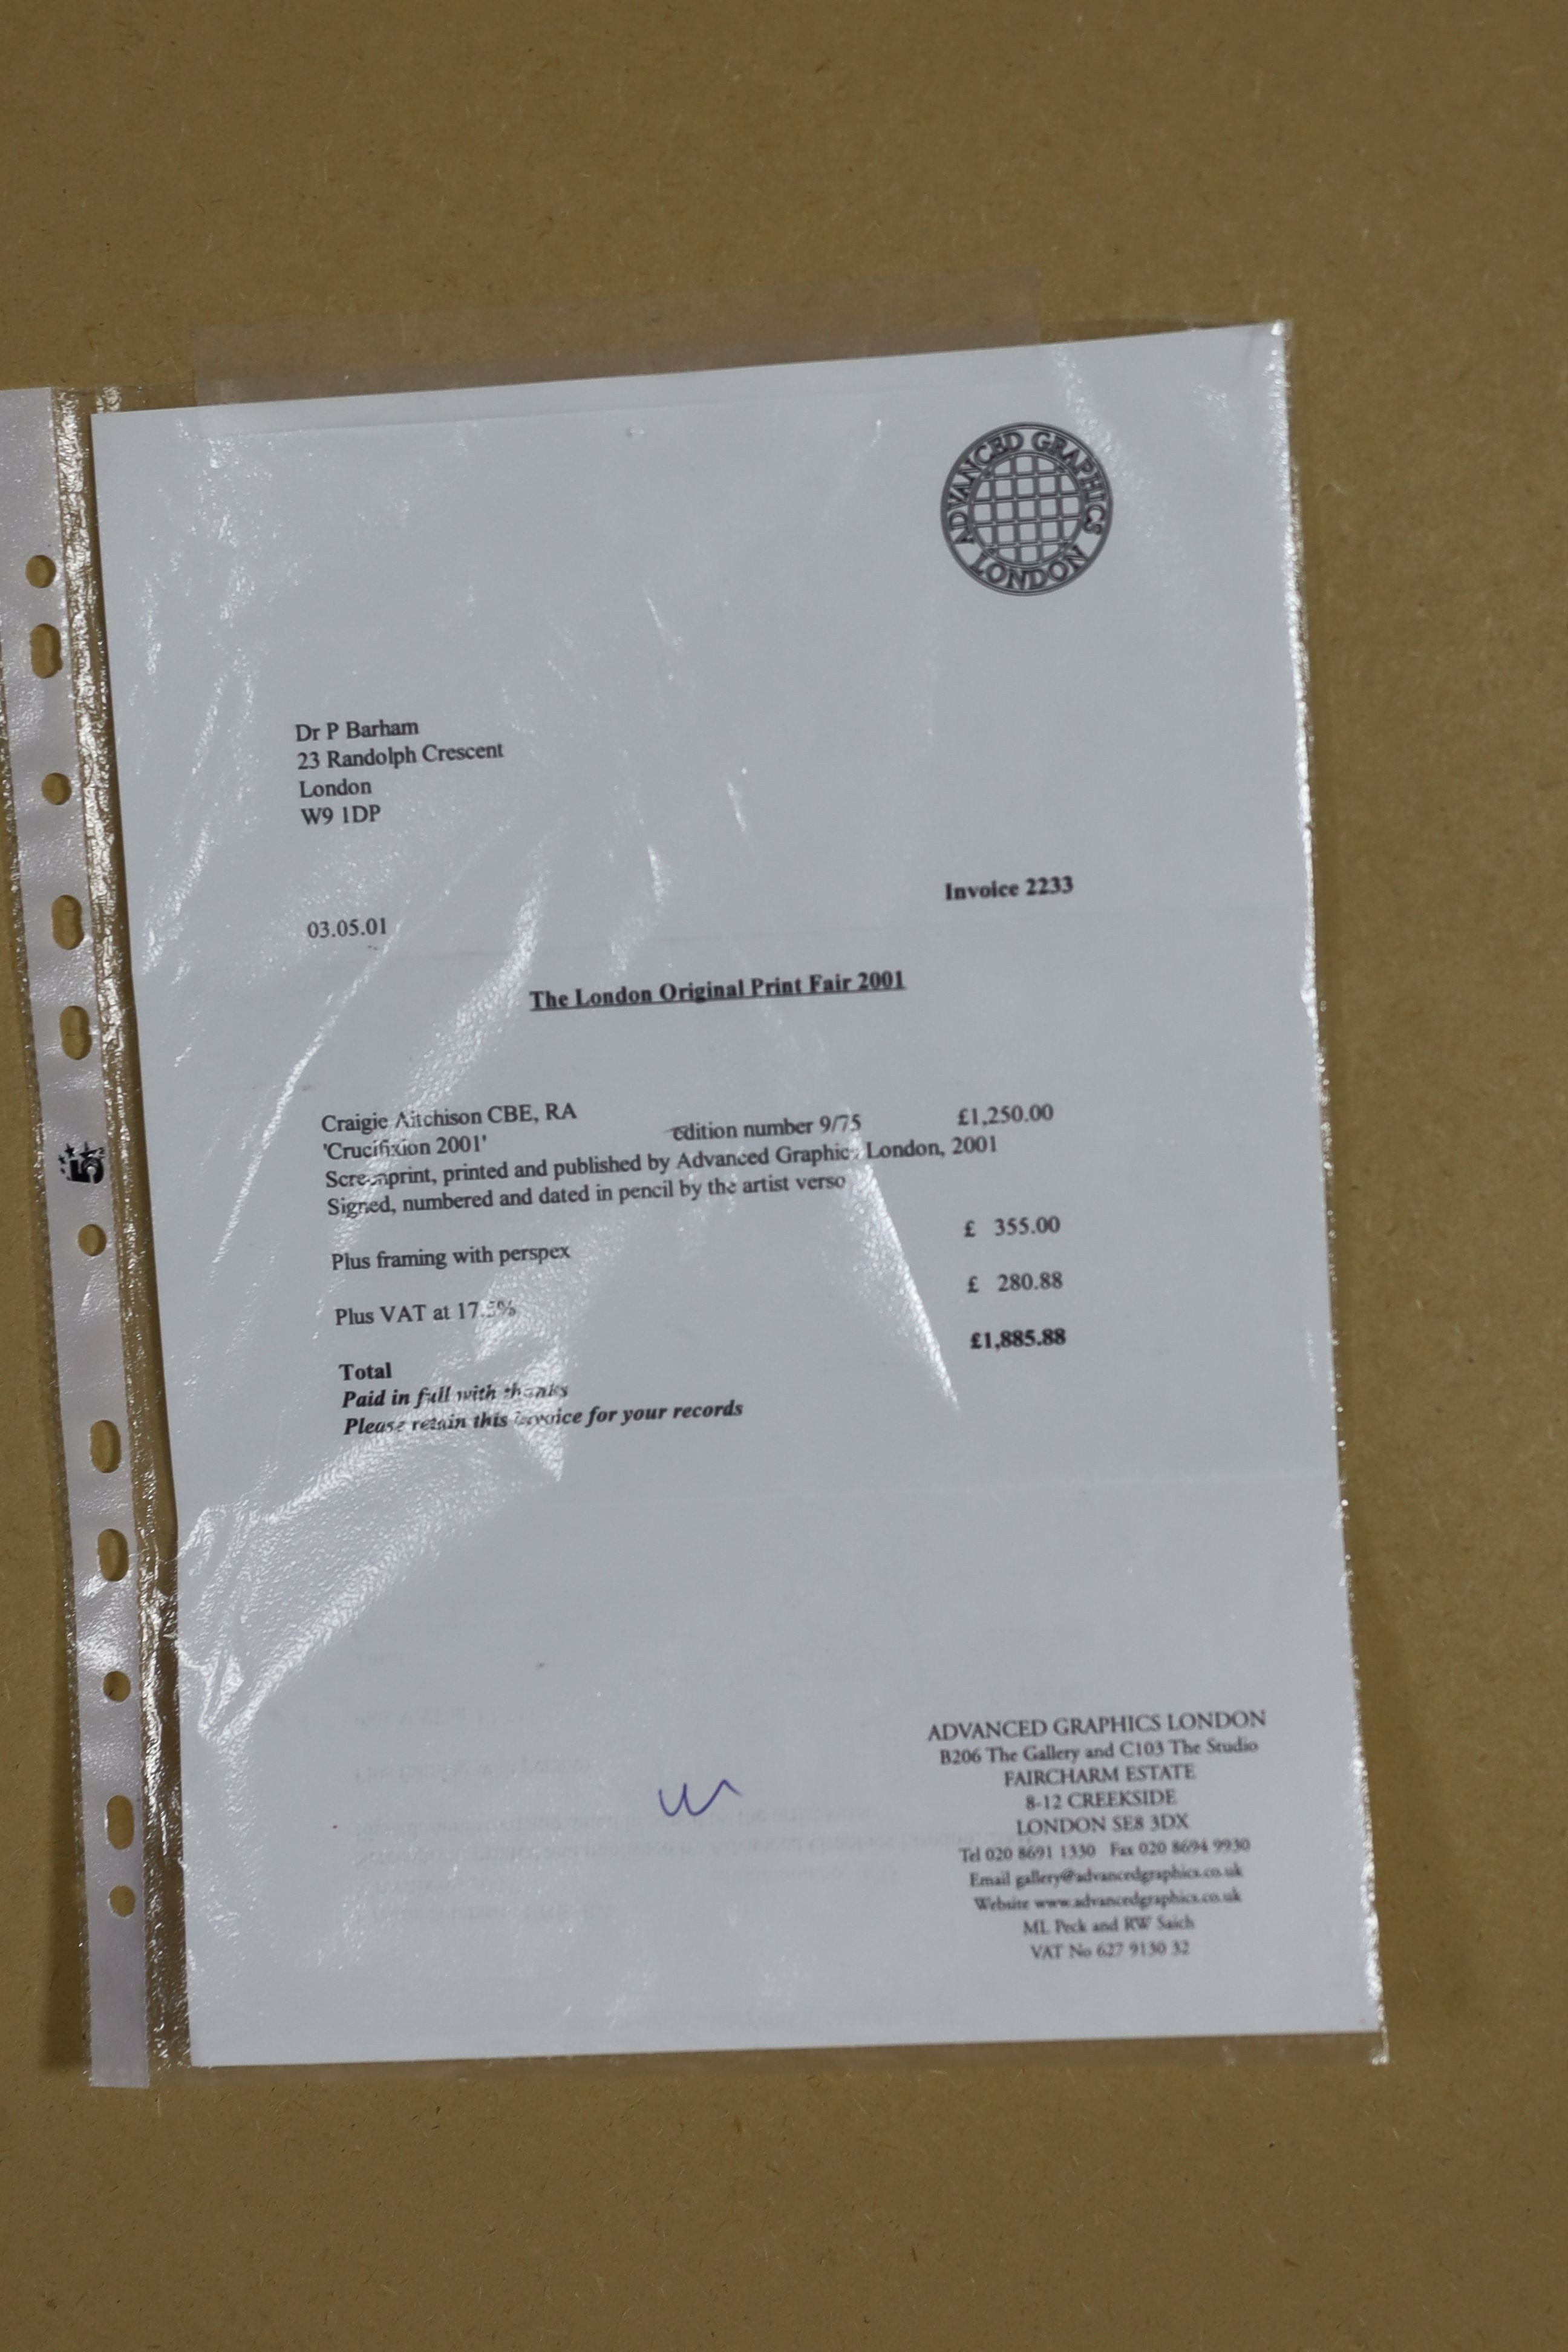 ADVANCED GRAPHICS LONDON
Dr P Barham
23 Randolph Crescent
London
W9 1DP
Invoice 2233
03.05.01
The London Original Print Fair 2001
Craigie Aitchison CBE, RA
'Crucifixion 2001' edition number 9/75 £1,250.00
Screenprint, printed and published by Advanced Graphics London, 2001
Signed, numbered and dated in pencil by the artist verso
Plus framing with perspex £ 355.00
Plus VAT at 17.5% £ 280.88
Total £1,885.88
Paid in full with thanks
Please retain this invoice for your records
ADVANCED GRAPHICS LONDON
B206 The Gallery and C103 The Studio
FAIRCHARM ESTATE
8-12 CREEKSIDE
LONDON SE8 3DX
Tel 020 8691 1330 Fax 020 8694 9930
Email gallery@advancedgraphics.co.uk
Website www.advancedgraphics.co.uk
ML Peck and RW Saich
VAT No 627 9130 32